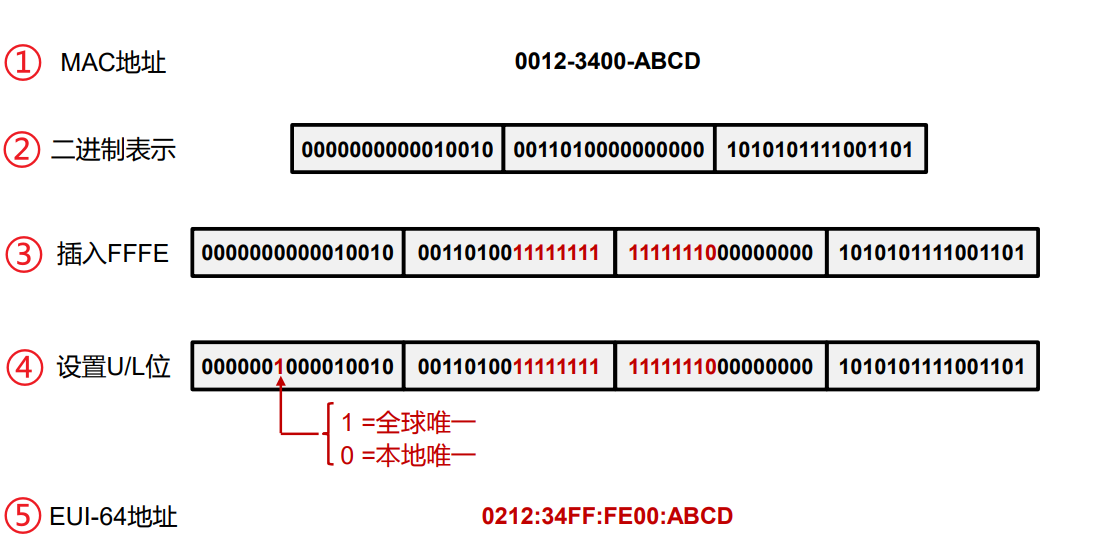 ① MAC地址 0012-3400-ABCD
② 二进制表示 0000000000010010 0011010000000000 1010101111001101
③ 插入FFFE 0000000000010010 0011010011111111 1111111000000000 1010101111001101
④ 设置U/L位 0000001000010010 0011010011111111 1111111000000000 1010101111001101
1 =全球唯一
0 =本地唯一
⑤ EUI-64地址 0212:34FF:FE00:ABCD